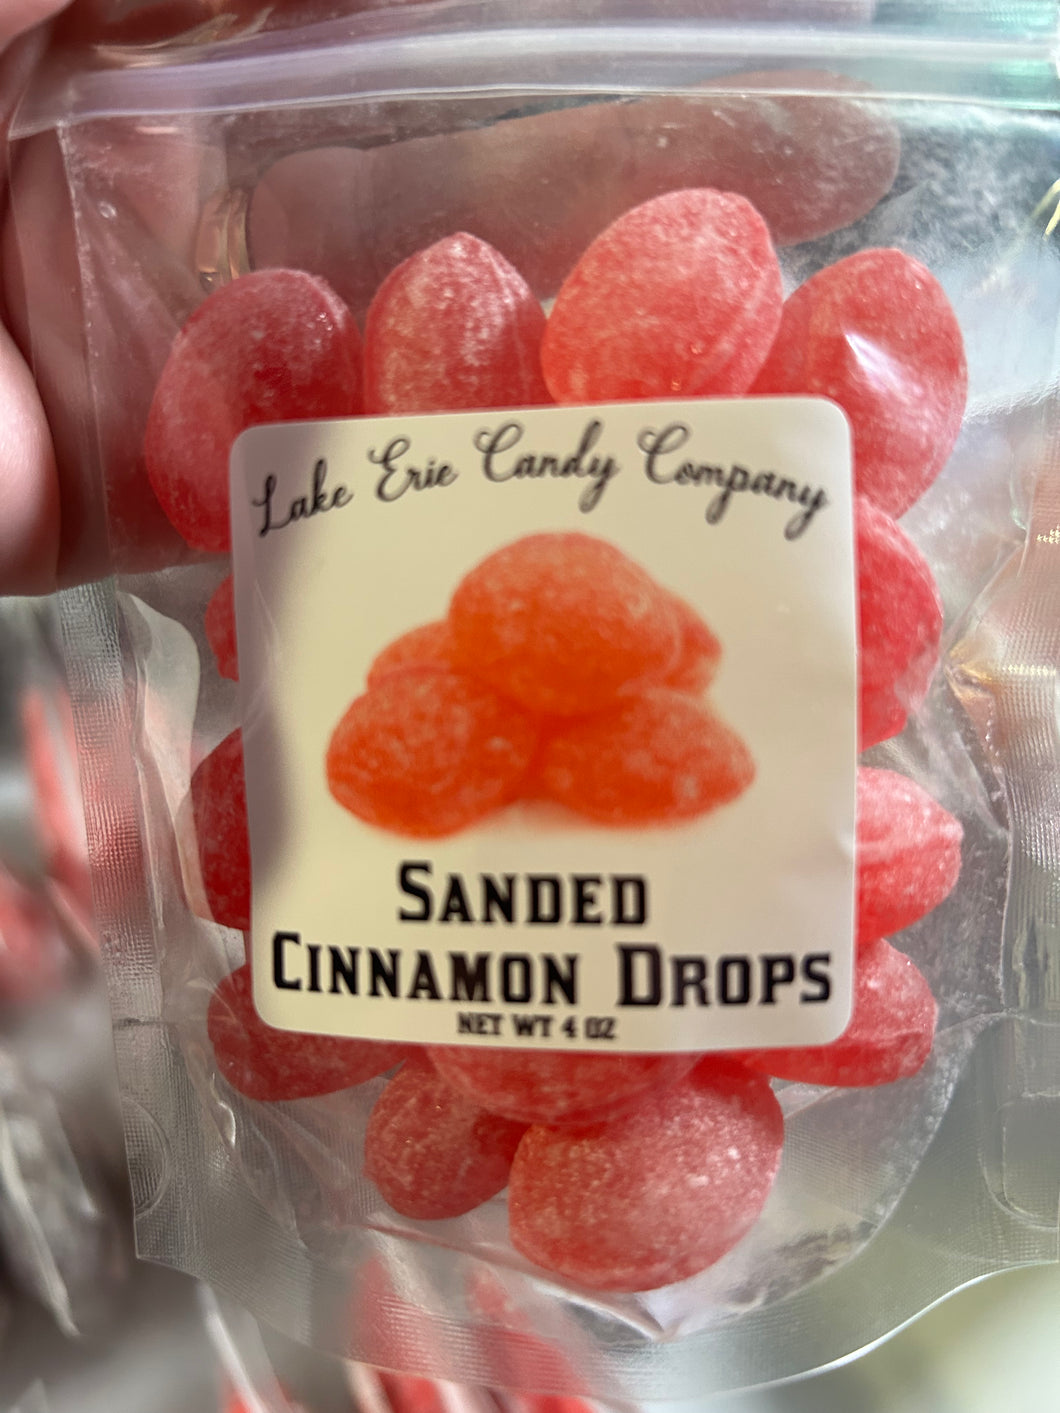 Lake Erie Candy Company
Sanded
Cinnamon Drops
NET WT 4 OZ